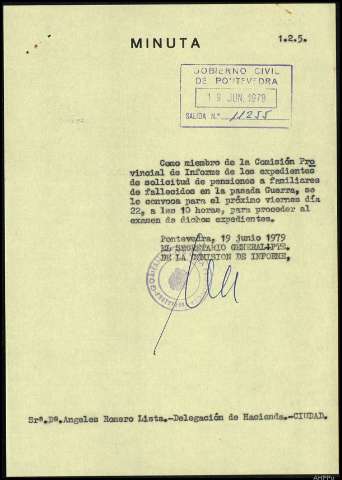 MINUTA
1.2.5.
GOBIERNO CIVIL
DE PONTEVEDRA
19 JUN. 1979
SALIDA N.º 11255
Como miembro de la Comisión Pro
vincial de Informe de los expedientes
de solicitud de pensiones a familiares
de fallecidos en la pasada Guerra, se
le convoca para el próximo viernes día
22, a las 10 horas, para proceder al
examen de dichos expedientes.
Pontevedra, 19 junio 1979
EL SECRETARIO GENERAL-PTE.
DE LA COMISION DE INFORME,
Srª.Dª.Angeles Romero Lista.-Delegación de Hacienda.-CIUDAD.
AHPPo